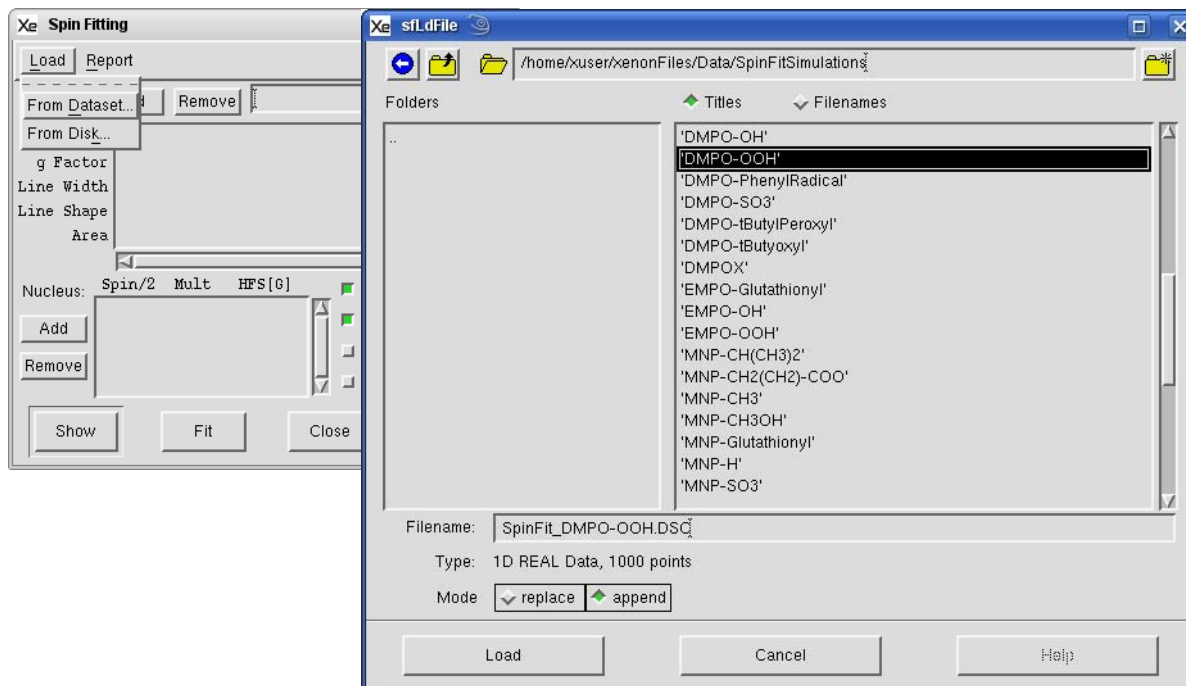 Xe Spin Fitting
Load Report
From Dataset...
From Disk...
Remove
g Factor
Line Width
Line Shape
Area
Nucleus: Spin/2 Mult HFS[G]
Add
Remove
Show Fit Close
Xe sfLdFile
/home/xuser/xenonFiles/Data/SpinFitSimulations
Folders Titles Filenames
..
'DMPO-OH'
'DMPO-OOH'
'DMPO-PhenylRadical'
'DMPO-SO3'
'DMPO-tButylPeroxyl'
'DMPO-tButyoxyl'
'DMPOX'
'EMPO-Glutathionyl'
'EMPO-OH'
'EMPO-OOH'
'MNP-CH(CH3)2'
'MNP-CH2(CH2)-COO'
'MNP-CH3'
'MNP-CH3OH'
'MNP-Glutathionyl'
'MNP-H'
'MNP-SO3'
Filename: SpinFit_DMPO-OOH.DSC
Type: 1D REAL Data, 1000 points
Mode replace append
Load Cancel Help